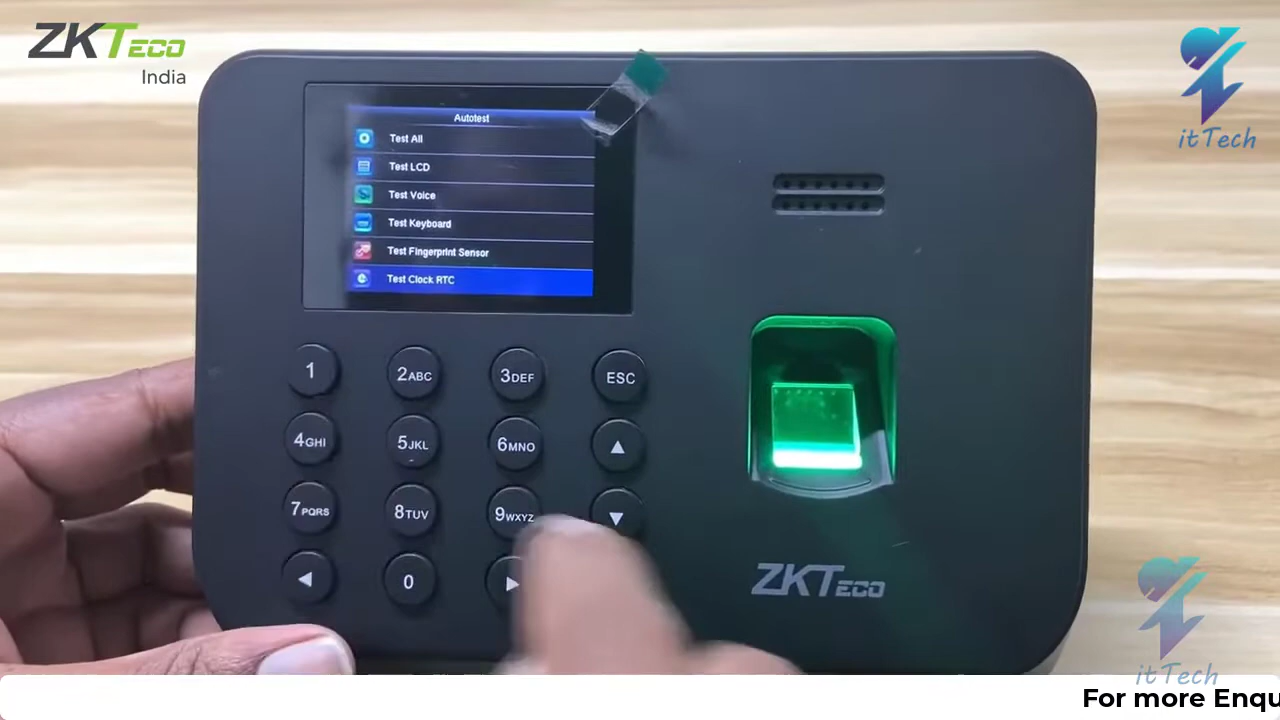 ZKTECO
India
itTech
Autotest
Test All
Test LCD
Test Voice
Test Keyboard
Test Fingerprint Sensor
Test Clock RTC
1 2ABC 3DEF ESC
4GHI 5JKL 6MNO ▲
7PQRS 8TUV 9WXYZ ▼
◀ 0 ▶
ZKTECO
itTech
For more Enqu